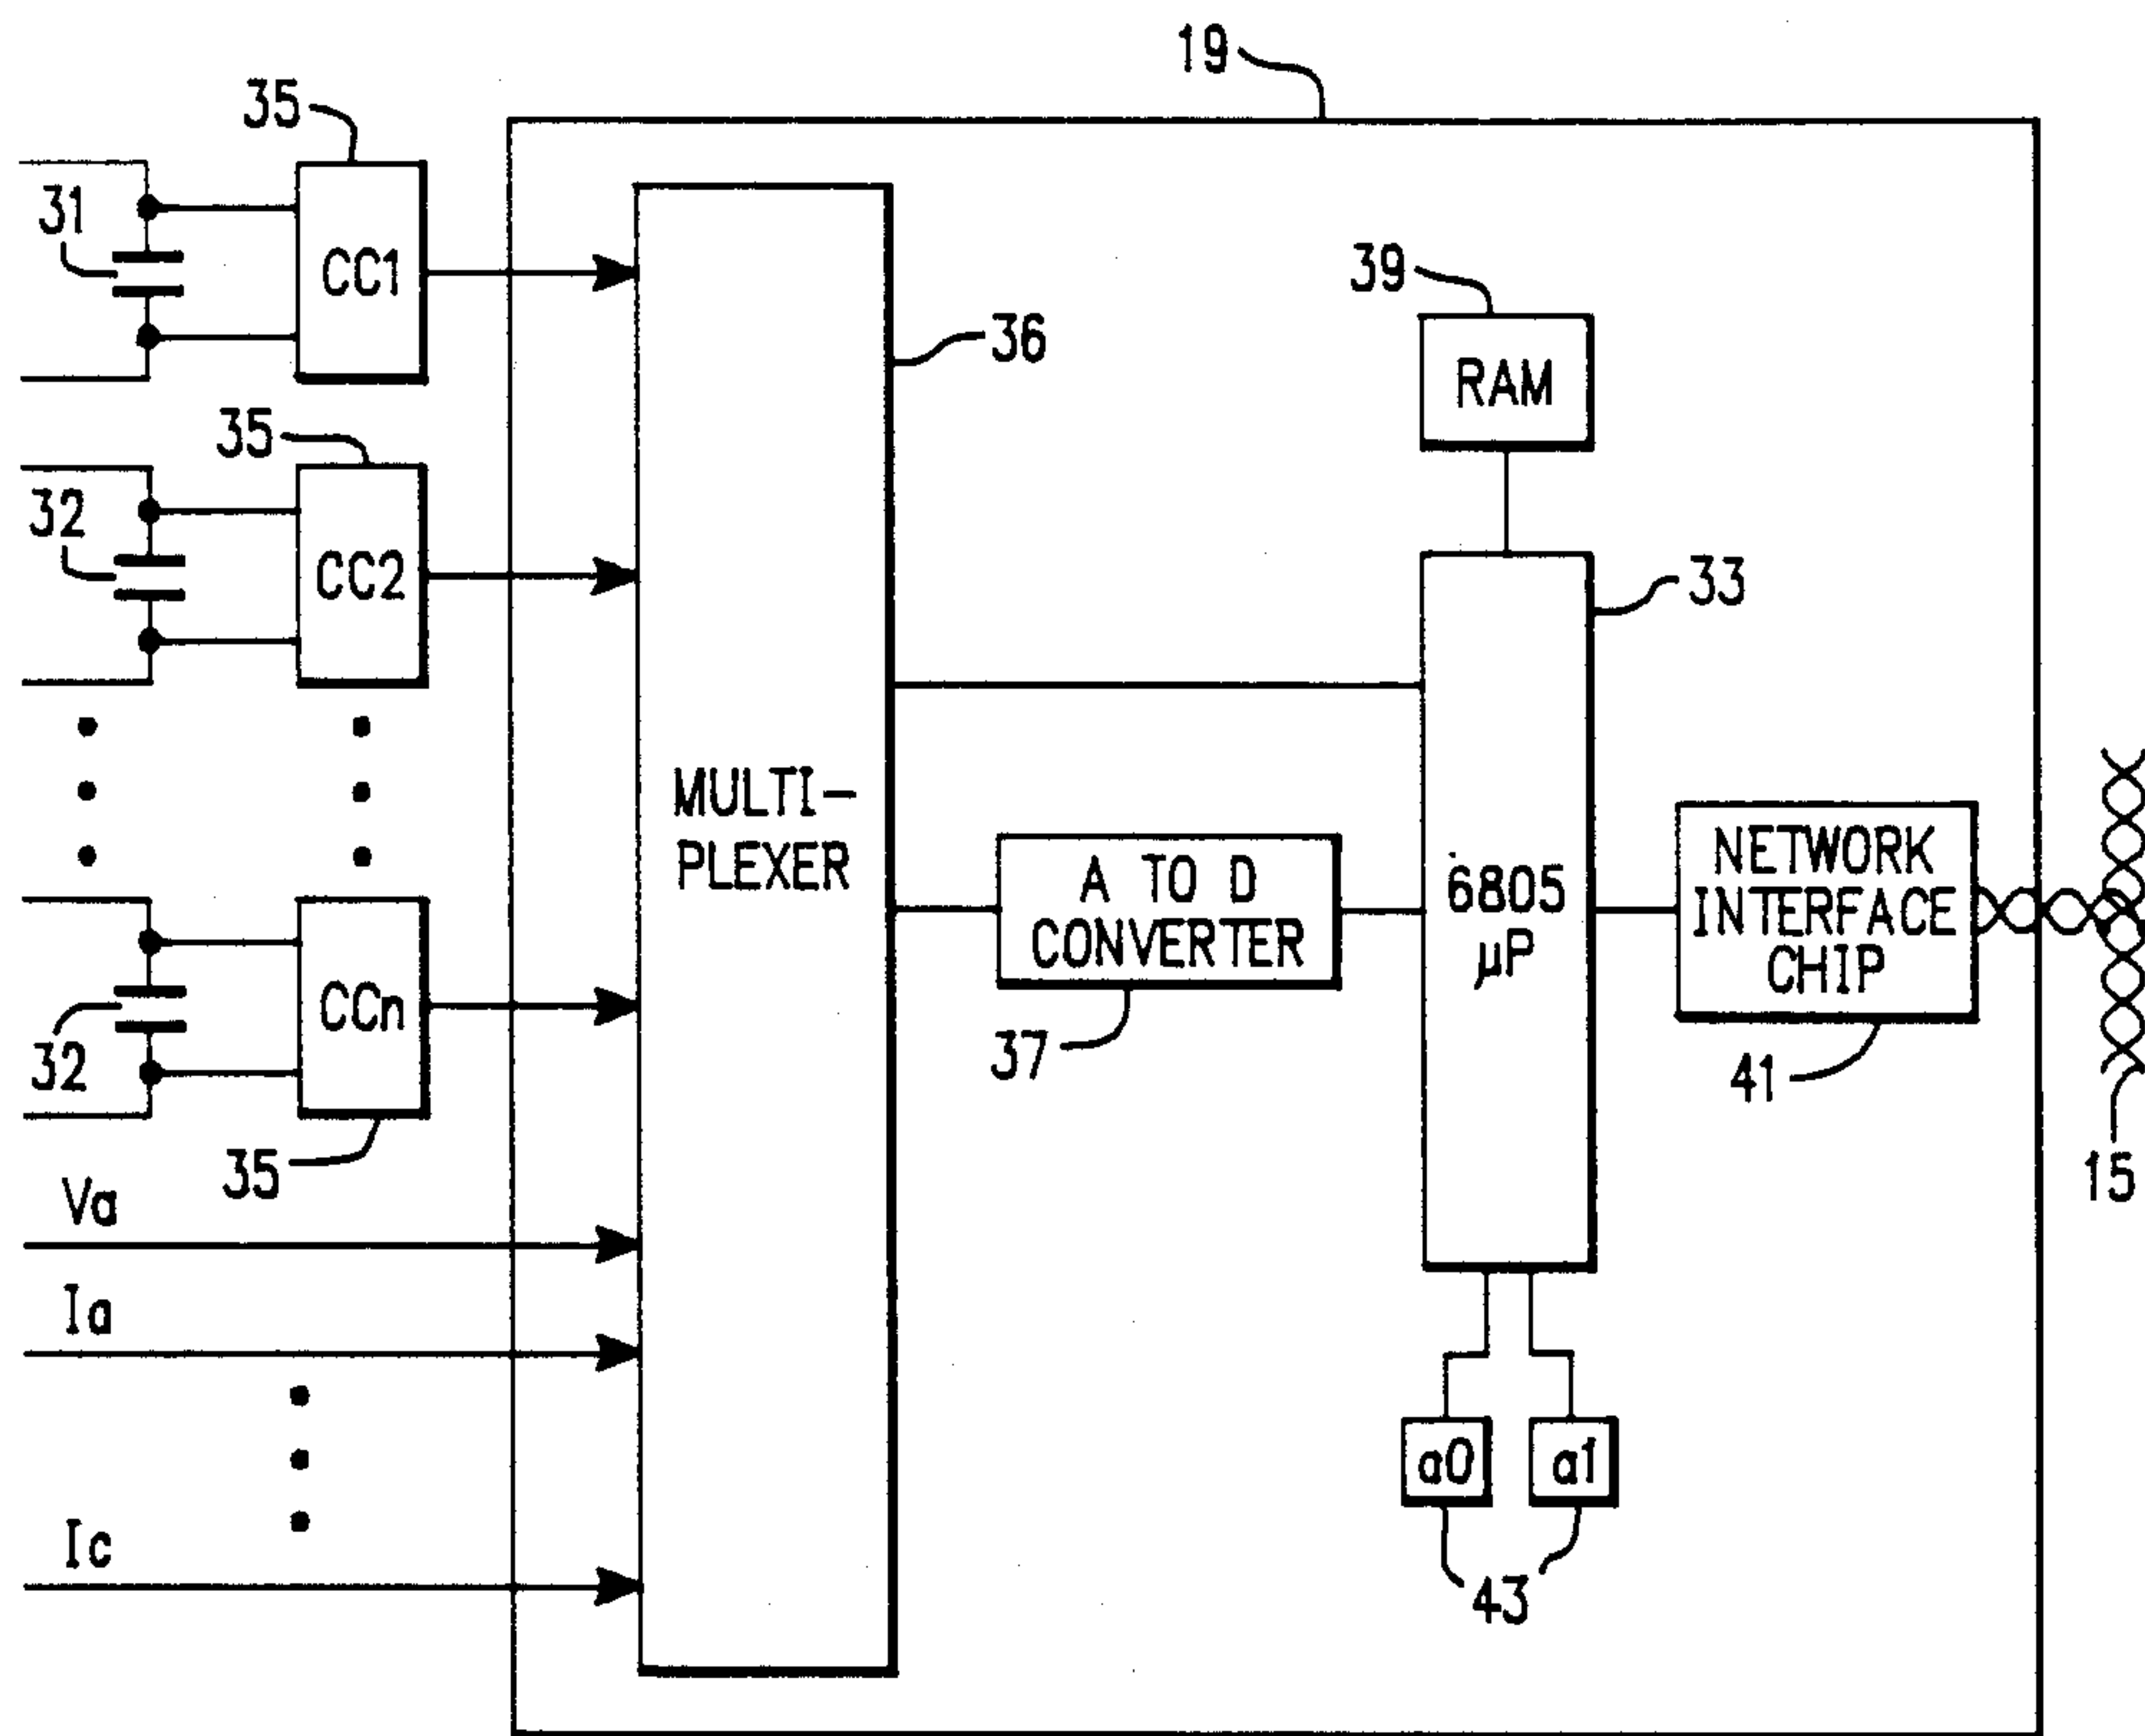 19
35
31
CC1
39
36
RAM
35
32
CC2
33
MULTI-
PLEXER
A TO D
CONVERTER
6805
µP
NETWORK
INTERFACE
CHIP
CCn
32
37
41
35
15
Va
Ia
a0
a1
Ic
43